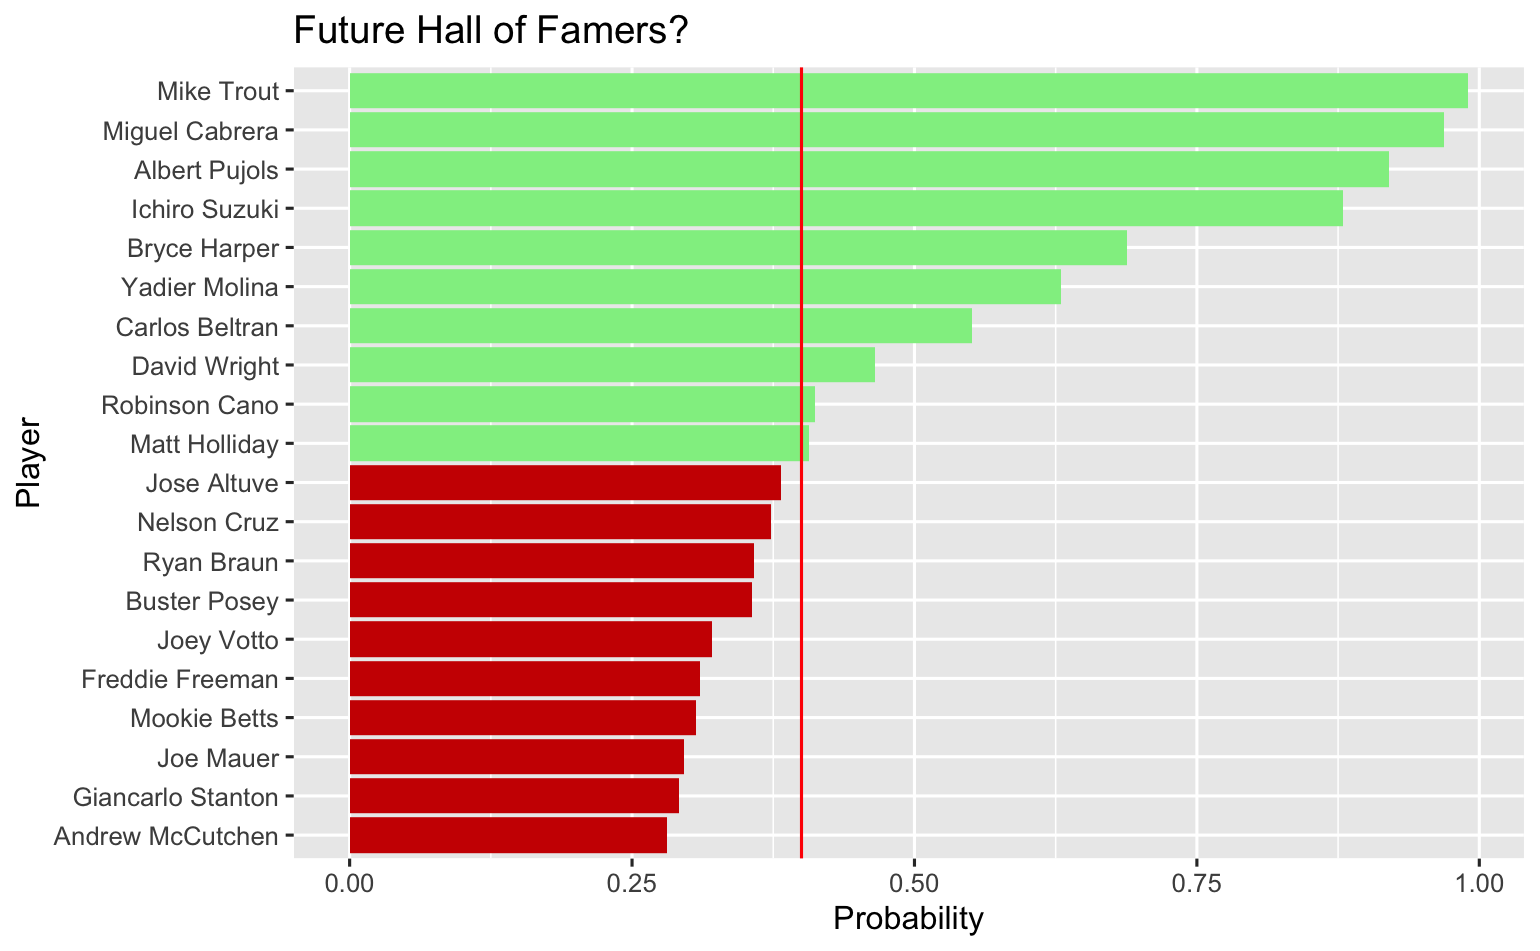 Future Hall of Famers?
Mike Trout
Miguel Cabrera
Albert Pujols
Ichiro Suzuki
Bryce Harper
Yadier Molina
Carlos Beltran
David Wright
Robinson Cano
Matt Holliday
Jose Altuve
Nelson Cruz
Ryan Braun
Buster Posey
Joey Votto
Freddie Freeman
Mookie Betts
Joe Mauer
Giancarlo Stanton
Andrew McCutchen
Player
0.00 0.25 0.50 0.75 1.00
Probability